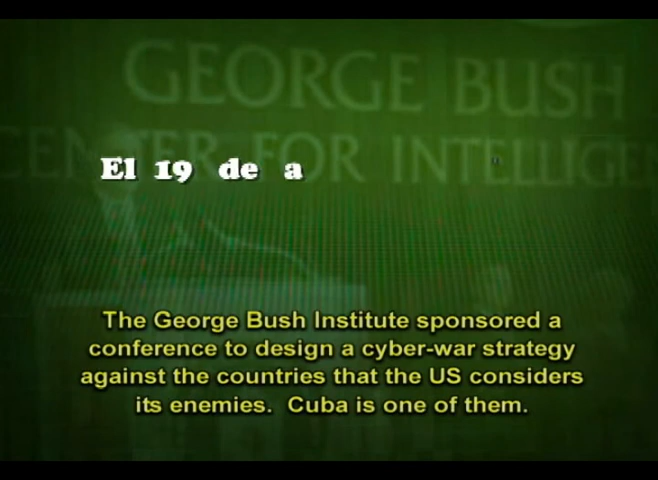 GEORGE BUSH
CENTER FOR INTELLIGEN
El 19 de a
The George Bush Institute sponsored a
conference to design a cyber-war strategy
against the countries that the US considers
its enemies. Cuba is one of them.